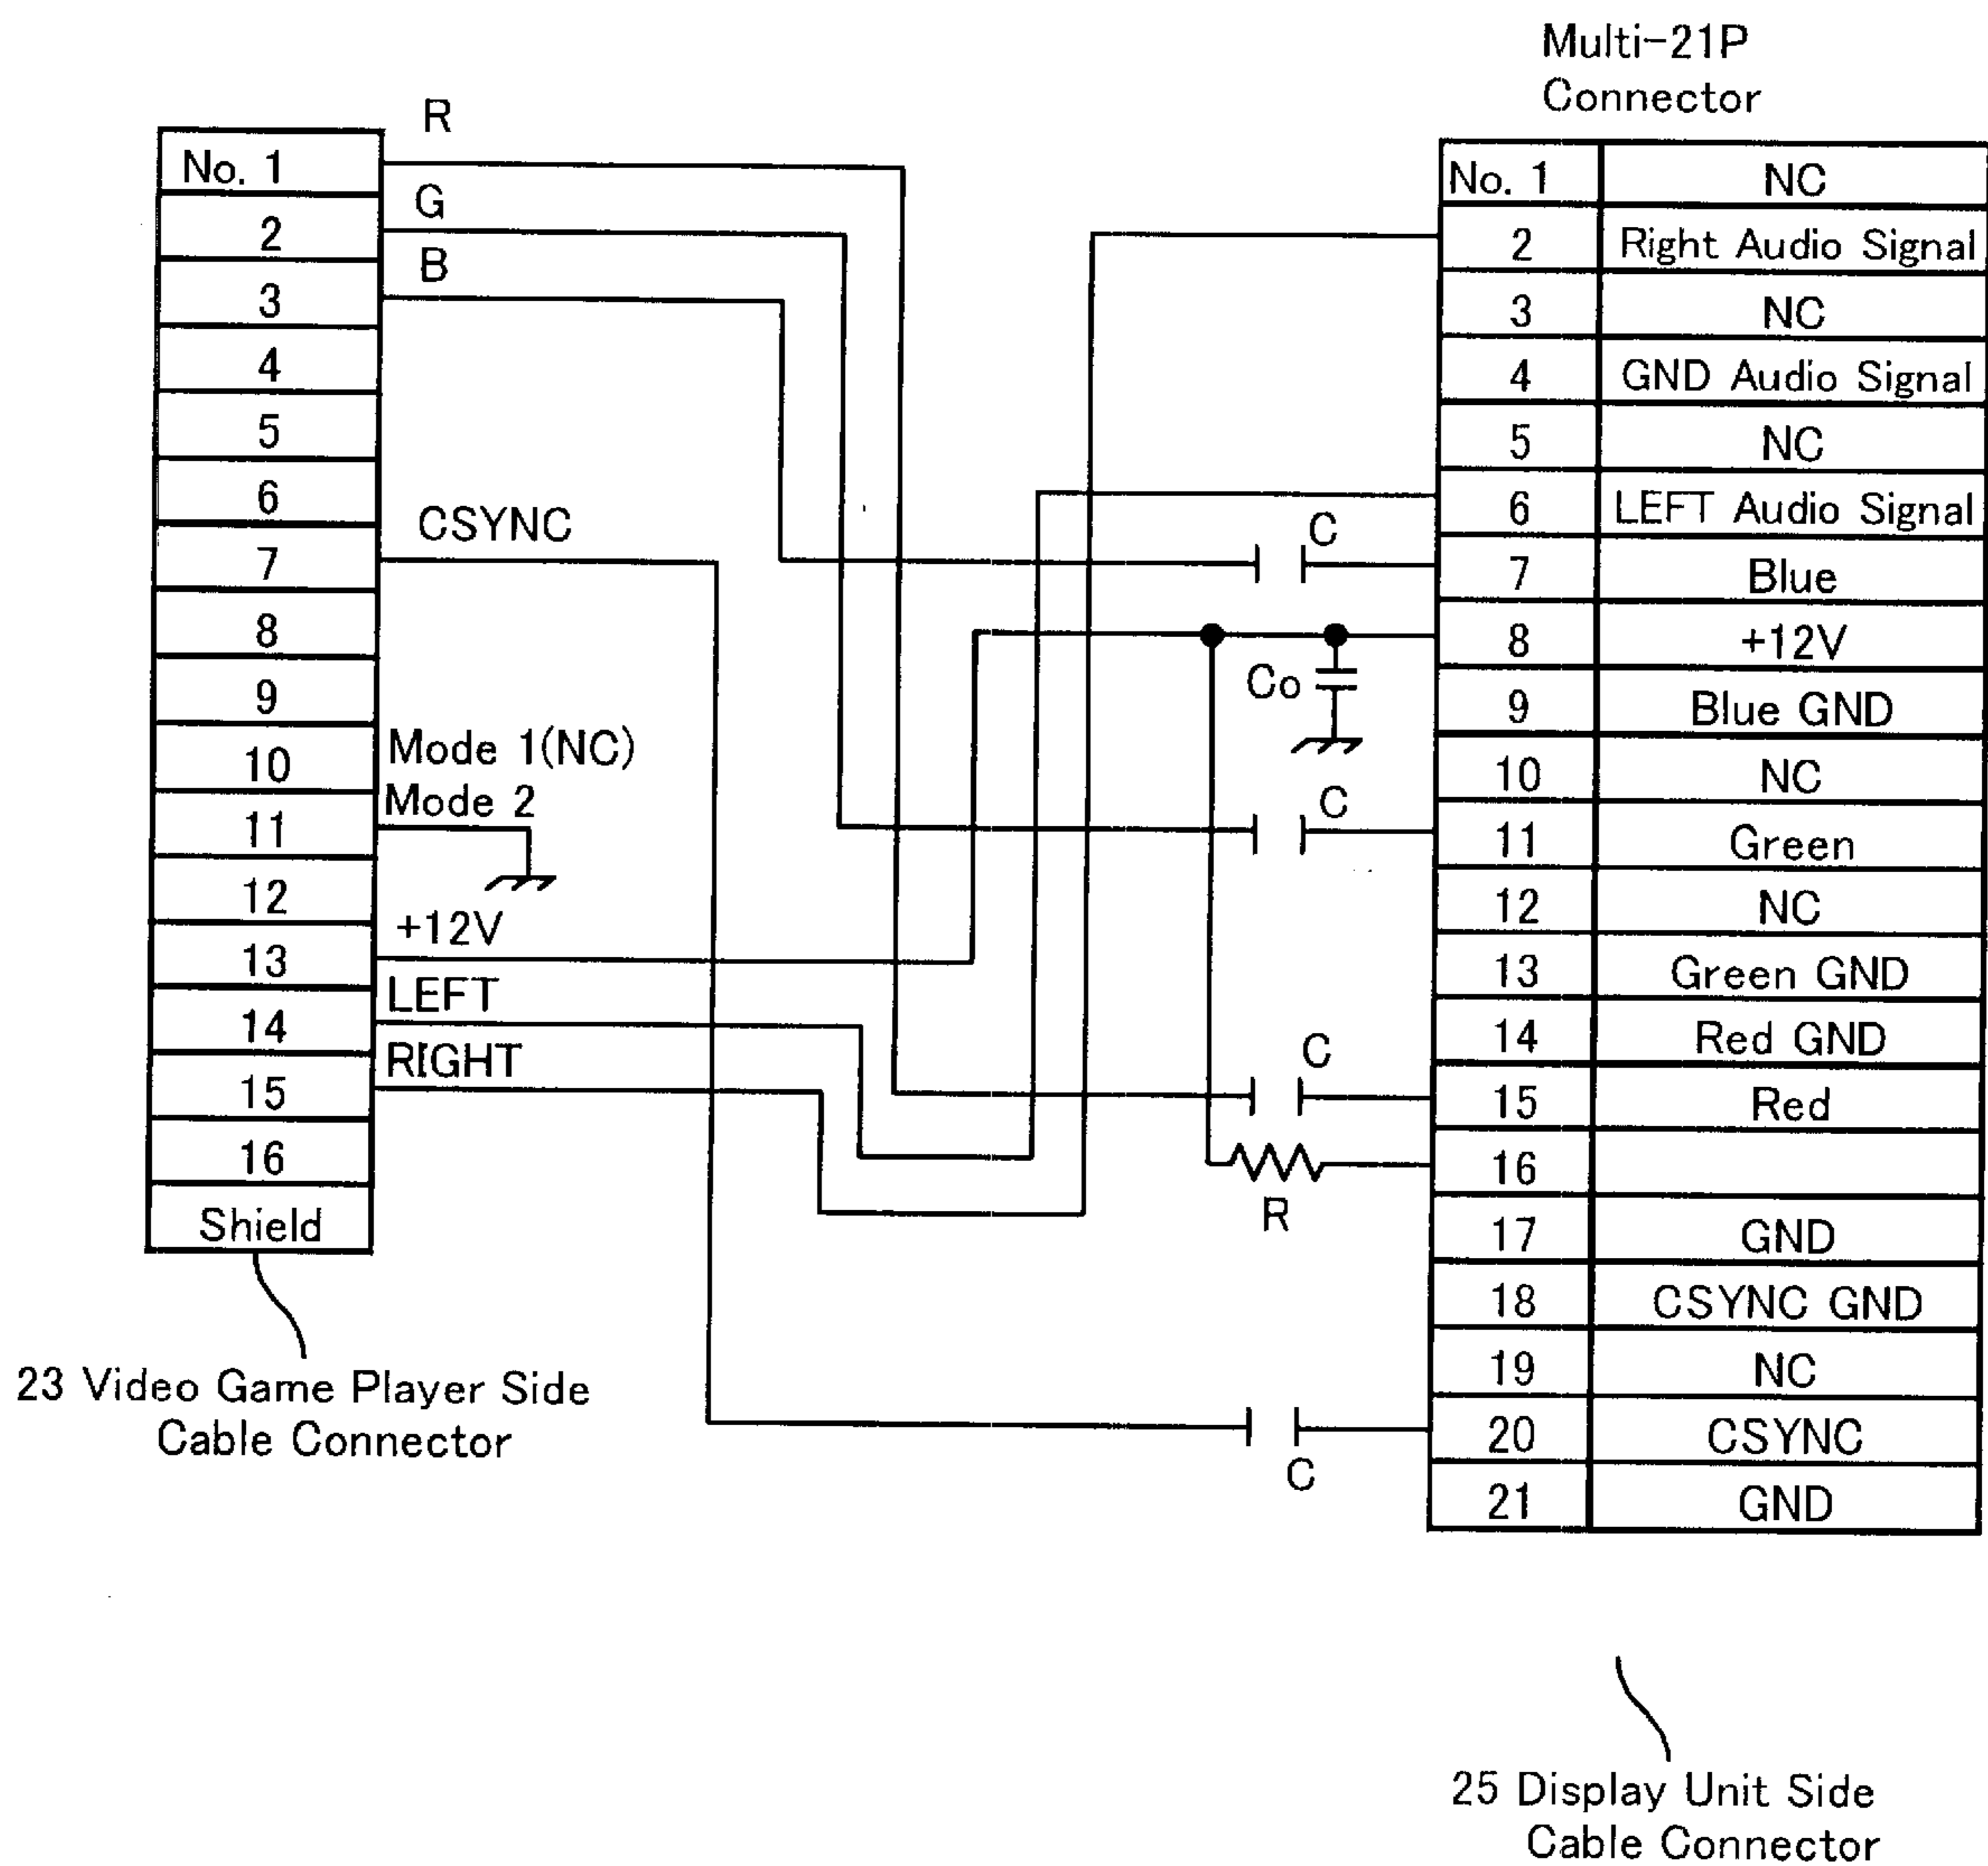 Multi-21P
Connector
R
No. 1
G
2
B
3
4
5
6
CSYNC
7
8
9
10 Mode 1(NC)
Mode 2
11
12
+12V
13
LEFT
14
RIGHT
15
16
Shield
23 Video Game Player Side
Cable Connector
C
Co
C
C
R
C
No. 1 NC
2 Right Audio Signal
3 NC
4 GND Audio Signal
5 NC
6 LEFT Audio Signal
7 Blue
8 +12V
9 Blue GND
10 NC
11 Green
12 NC
13 Green GND
14 Red GND
15 Red
16
17 GND
18 CSYNC GND
19 NC
20 CSYNC
21 GND
25 Display Unit Side
Cable Connector